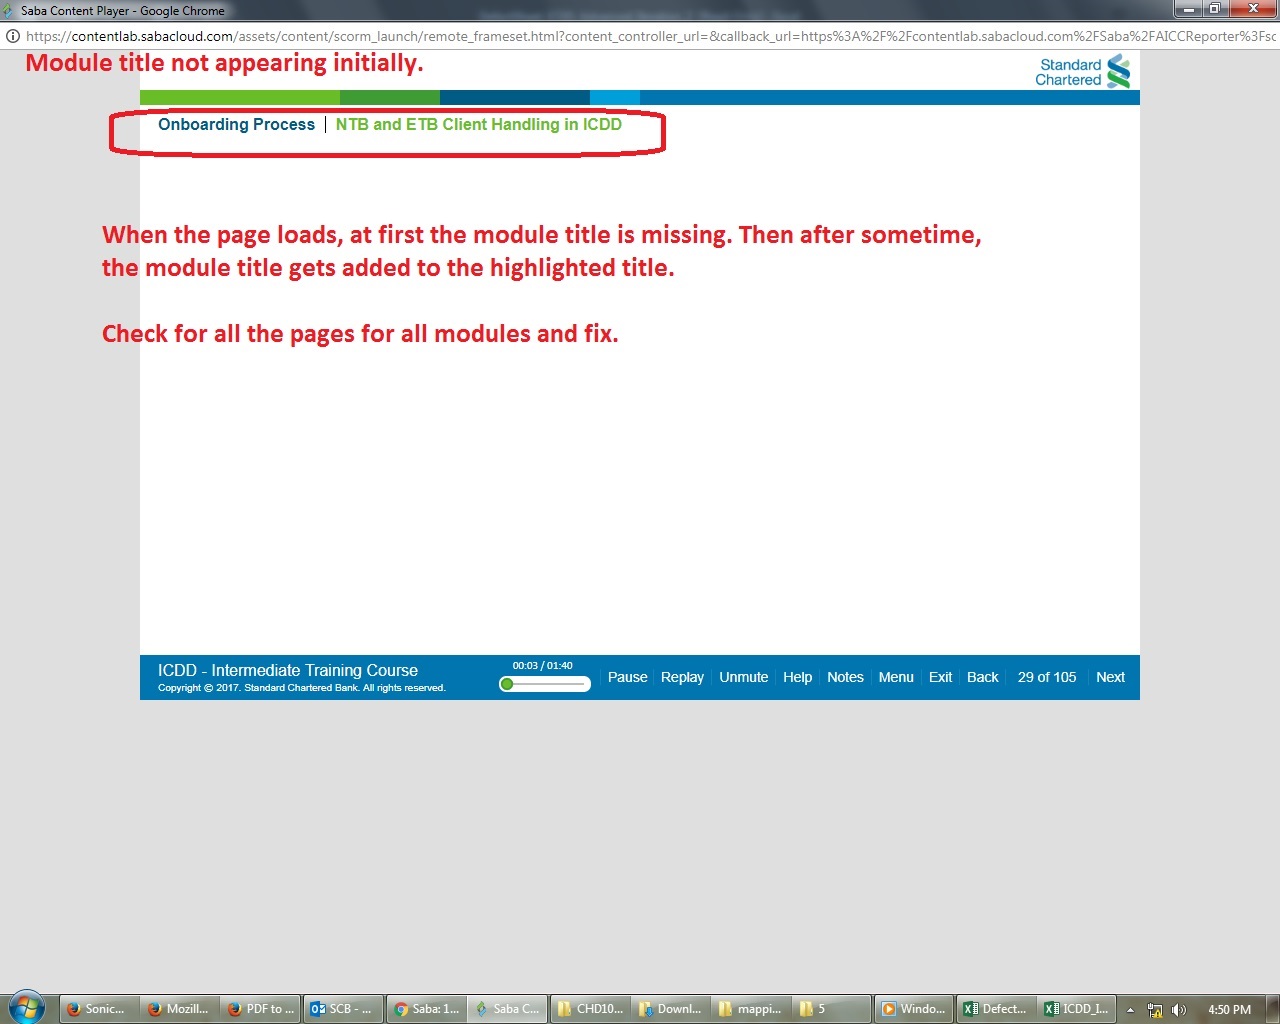 Saba Content Player - Google Chrome
https://contentlab.sabacloud.com/assets/content/scorm_launch/remote_frameset.html?content_controller_url=&callback_url=https%3A%2F%2Fcontentlab.sabacloud.com%2FSaba%2FAICCReporter%3Fsc
Module title not appearing initially.
Standard
Chartered
Onboarding Process | NTB and ETB Client Handling in ICDD
When the page loads, at first the module title is missing. Then after sometime,
the module title gets added to the highlighted title.
Check for all the pages for all modules and fix.
ICDD - Intermediate Training Course
Copyright © 2017. Standard Chartered Bank. All rights reserved.
00:03 / 01:40
Pause Replay Unmute Help Notes Menu Exit Back 29 of 105 Next
Sonic... Mozill... PDF to ... SCB - ... Saba: 1... Saba C... CHD10... Downl... mappi... 5 Windo... Defect... ICDD_I... 4:50 PM